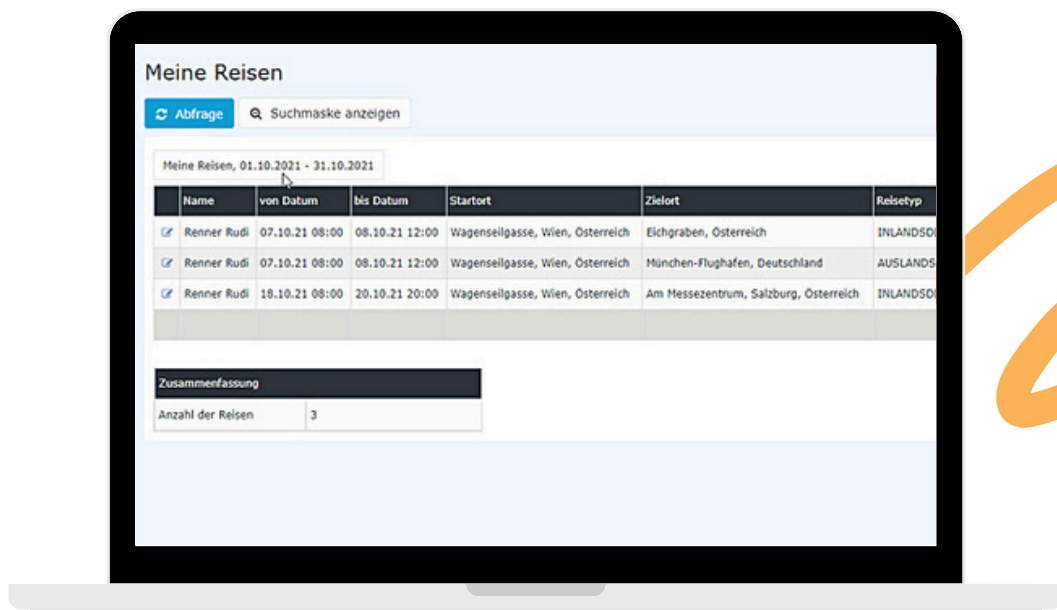 Meine Reisen
Abfrage Suchmaske anzeigen
Meine Reisen, 01.10.2021 - 31.10.2021
Name von Datum bis Datum Startort Zielort Reisetyp
Renner Rudi 07.10.21 08:00 08.10.21 12:00 Wagenseilgasse, Wien, Österreich Eichgraben, Österreich INLANDSDI
Renner Rudi 07.10.21 08:00 08.10.21 12:00 Wagenseilgasse, Wien, Österreich München-Flughafen, Deutschland AUSLANDS
Renner Rudi 18.10.21 08:00 20.10.21 20:00 Wagenseilgasse, Wien, Österreich Am Messezentrum, Salzburg, Österreich INLANDSDI
Zusammenfassung
Anzahl der Reisen 3